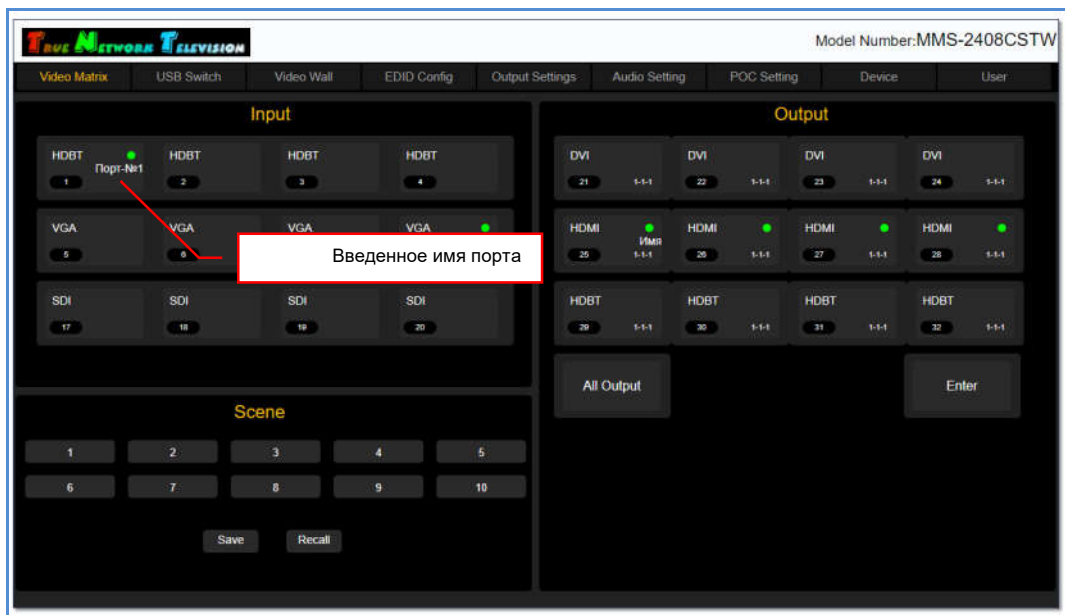 TRUE NETWORK TELEVISION
Model Number:MMS-2408CSTW
Video Matrix USB Switch Video Wall EDID Config Output Settings Audio Setting POC Setting Device User
Input
HDBT HDBT HDBT HDBT
Порт-№1
1 2 3 4
VGA VGA VGA VGA
5 6
SDI SDI SDI SDI
17 18 19 20
Введенное имя порта
Scene
1 2 3 4 5
6 7 8 9 10
Save Recall
Output
DVI DVI DVI DVI
21 1-1-1 22 1-1-1 23 1-1-1 24 1-1-1
HDMI HDMI HDMI HDMI
Имя
25 1-1-1 26 1-1-1 27 1-1-1 28 1-1-1
HDBT HDBT HDBT HDBT
29 1-1-1 30 1-1-1 31 1-1-1 32 1-1-1
All Output Enter